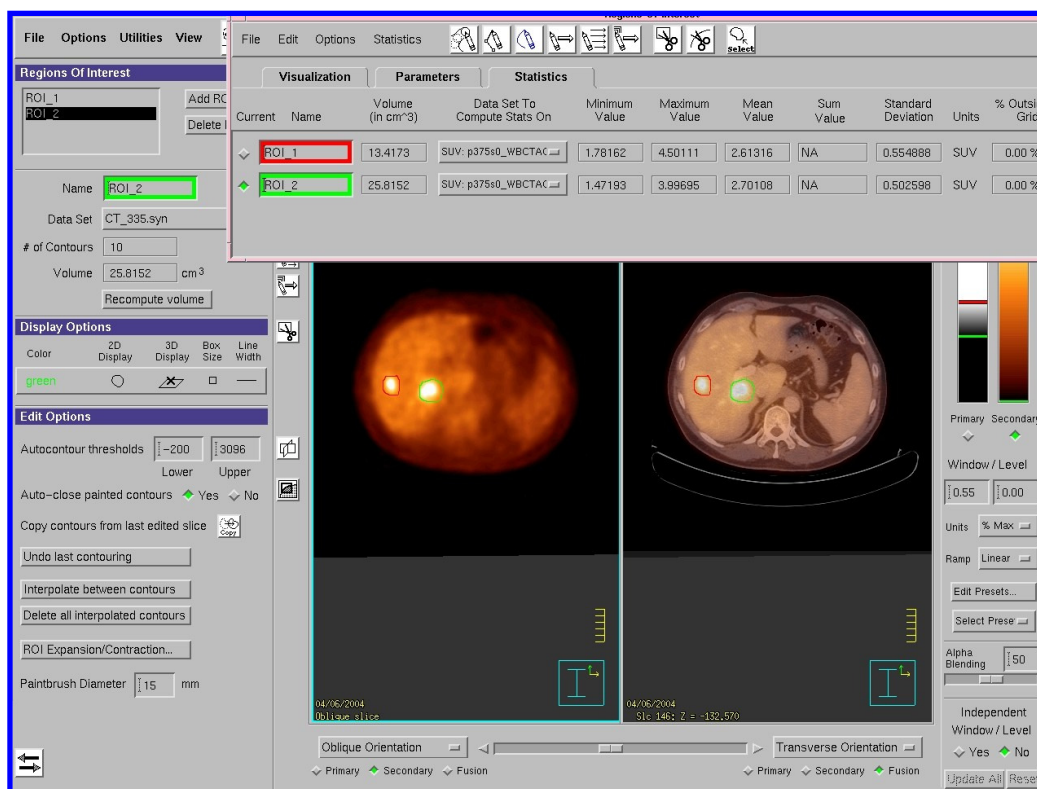 Regions Of Interest
File Options Utilities View
File Edit Options Statistics
select
Regions Of Interest
Visualization Parameters Statistics
ROI_1
ROI_2
Add RO
Delete
Current Name Volume (in cm^3) Data Set To Compute Stats On Minimum Value Maximum Value Mean Value Sum Value Standard Deviation Units % Outsi Grid
ROI_1 13.4173 SUV: p375s0_WBCTAC 1.78162 4.50111 2.61316 NA 0.554888 SUV 0.00 %
ROI_2 25.8152 SUV: p375s0_WBCTAC 1.47193 3.99695 2.70108 NA 0.502598 SUV 0.00 %
Name ROI_2
Data Set CT_335.syn
# of Contours 10
Volume 25.8152 cm3
Recompute volume
Display Options
Color 2D Display 3D Display Box Size Line Width
green
Edit Options
Autocontour thresholds -200 3096
Lower Upper
Auto-close painted contours Yes No
Copy contours from last edited slice Copy
Undo last contouring
Interpolate between contours
Delete all interpolated contours
ROI Expansion/Contraction...
Paintbrush Diameter 15 mm
04/06/2004
Oblique slice
04/06/2004
Slc 146: Z = -132.570
Oblique Orientation
Primary Secondary Fusion
Transverse Orientation
Primary Secondary Fusion
Primary Secondary
Window / Level
0.55 0.00
Units % Max
Ramp Linear
Edit Presets...
Select Prese
Alpha Blending 50
Independent
Window / Level
Yes No
Update All Rese